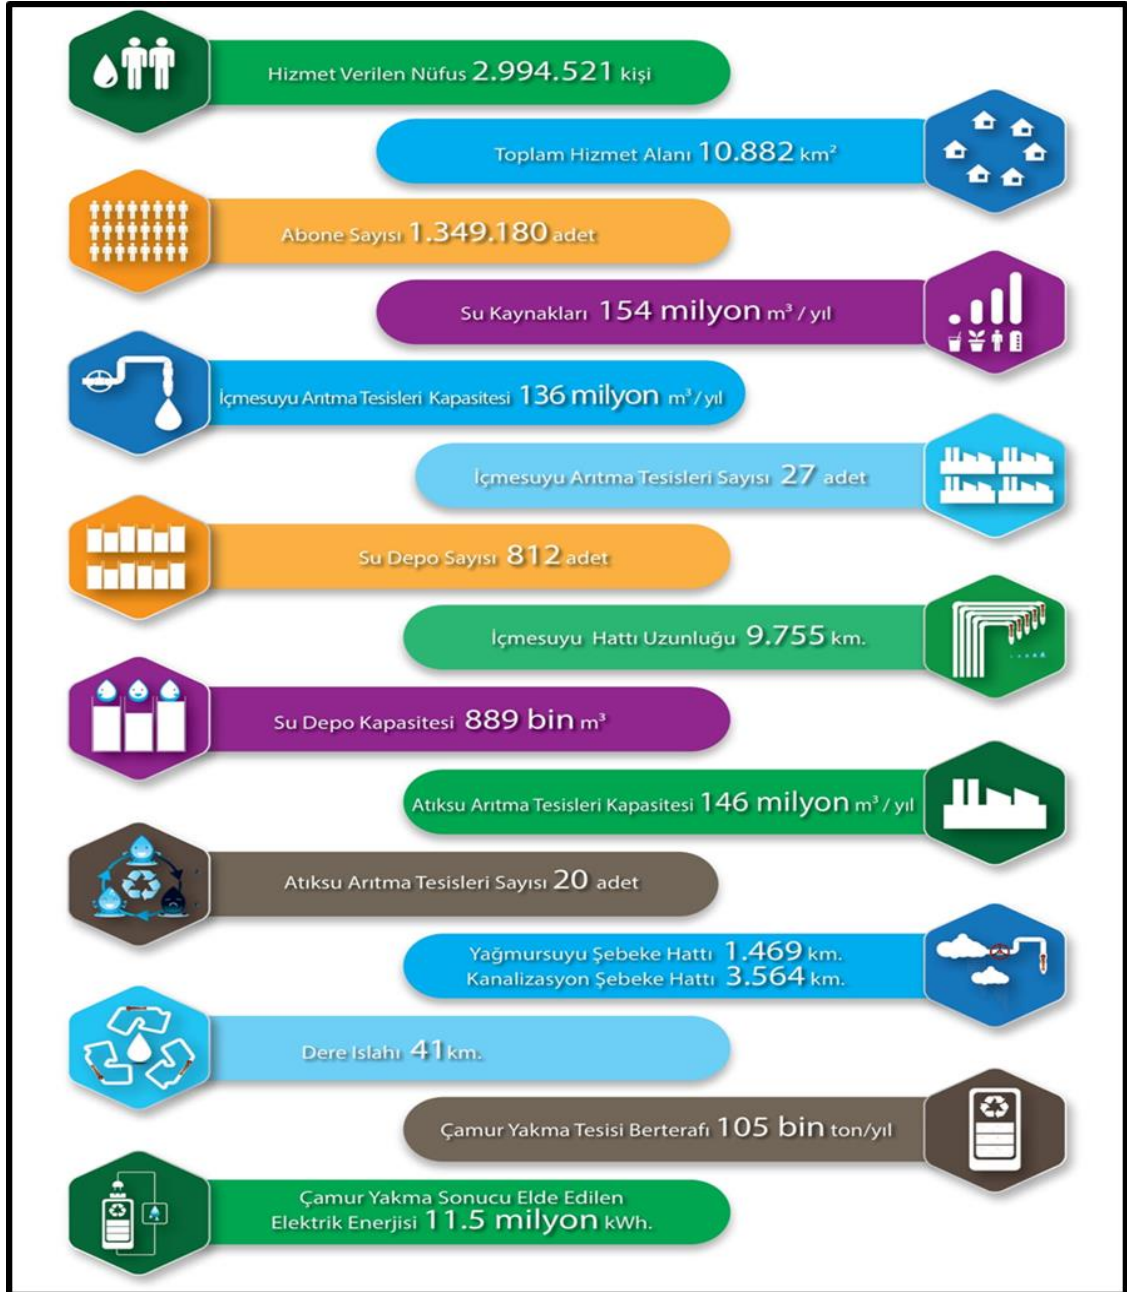 Hizmet Verilen Nüfus 2.994.521 kişi
Toplam Hizmet Alanı 10.882 km²
Abone Sayısı 1.349.180 adet
Su Kaynakları 154 milyon m³ / yıl
İçmesuyu Arıtma Tesisleri Kapasitesi 136 milyon m³/yıl
İçmesuyu Arıtma Tesisleri Sayısı 27 adet
Su Depo Sayısı 812 adet
İçmesuyu Hattı Uzunluğu 9.755 km.
Su Depo Kapasitesi 889 bin m³
Atıksu Arıtma Tesisleri Kapasitesi 146 milyon m³ / yıl
Atıksu Arıtma Tesisleri Sayısı 20 adet
Yağmursuyu Şebeke Hattı 1.469 km.
Kanalizasyon Şebeke Hattı 3.564 km.
Dere Islahı 41km.
Çamur Yakma Tesisi Berterafı 105 bin ton/yıl
Çamur Yakma Sonucu Elde Edilen
Elektrik Enerjisi 11.5 milyon kWh.